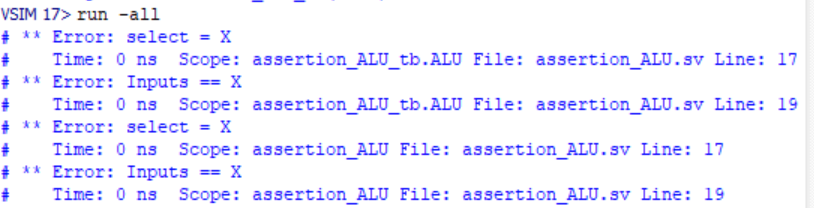 VSIM 17> run -all
# ** Error: select = X
#    Time: 0 ns  Scope: assertion_ALU_tb.ALU File: assertion_ALU.sv Line: 17
# ** Error: Inputs == X
#    Time: 0 ns  Scope: assertion_ALU_tb.ALU File: assertion_ALU.sv Line: 19
# ** Error: select = X
#    Time: 0 ns  Scope: assertion_ALU File: assertion_ALU.sv Line: 17
# ** Error: Inputs == X
#    Time: 0 ns  Scope: assertion_ALU File: assertion_ALU.sv Line: 19